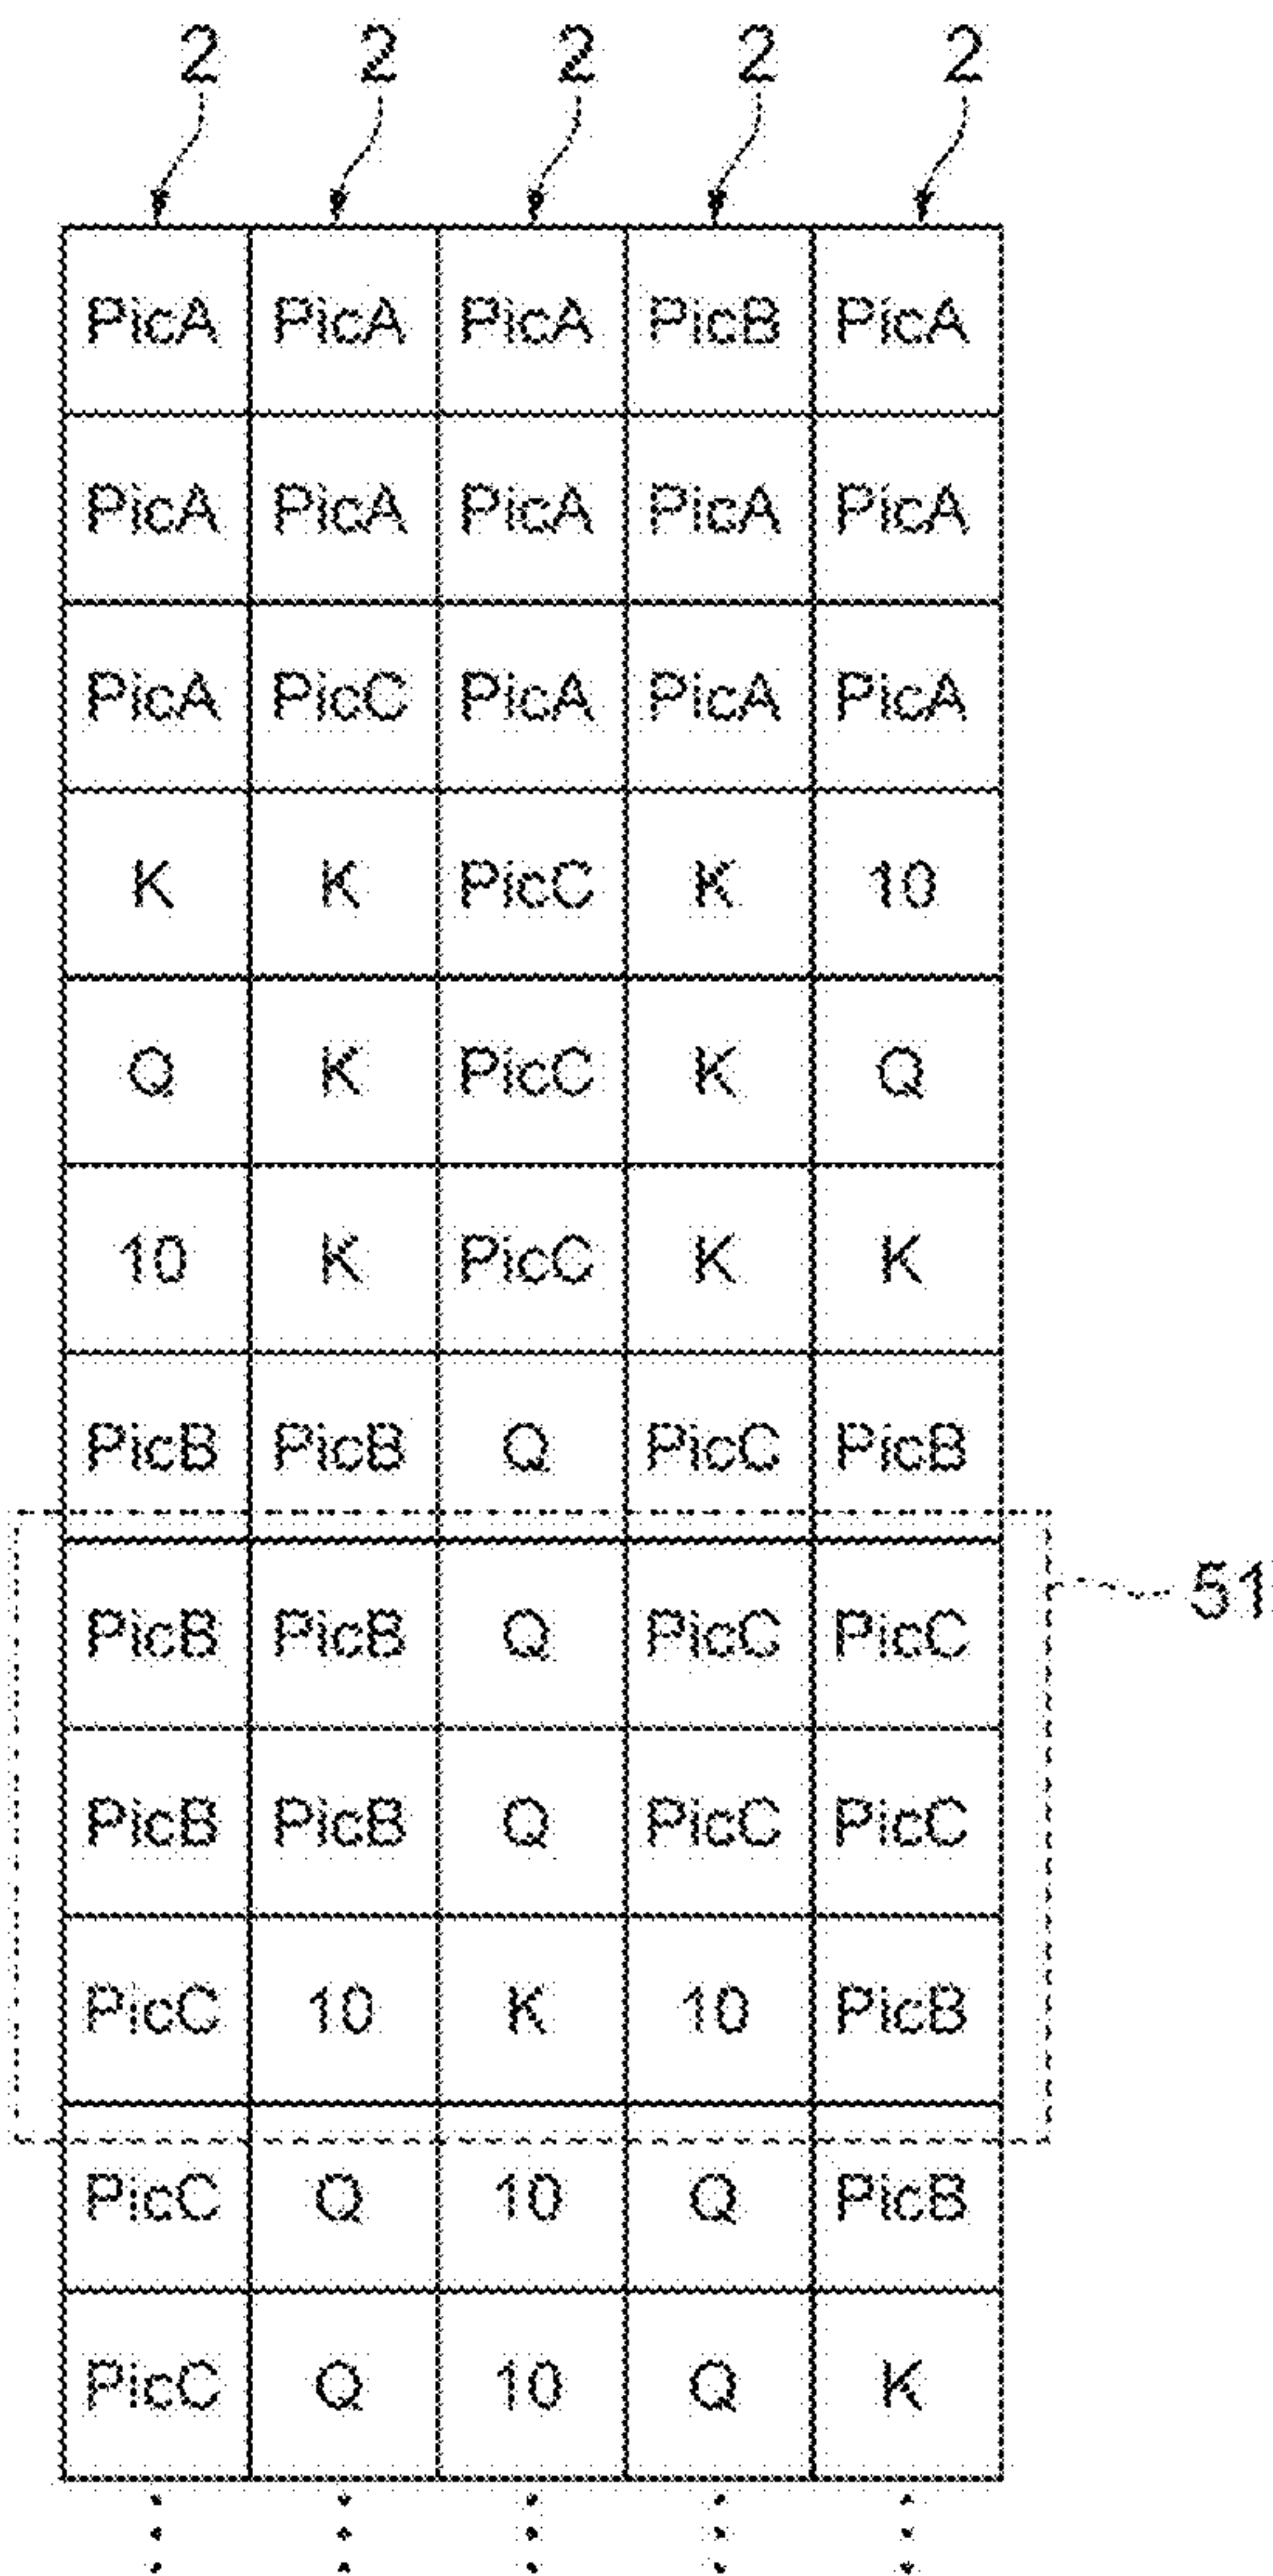 2 2 2 2 2
PicA PicA PicA PicB PicA
PicA PicA PicA PicA PicA
PicA PicC PicA PicA PicA
K K PicC K 10
Q K PicC K Q
10 K PicC K K
PicB PicB Q PicC PicB
PicB PicB Q PicC PicC
51
PicB PicB Q PicC PicC
PicC 10 K 10 PicB
PicC Q 10 Q PicB
PicC Q 10 Q K